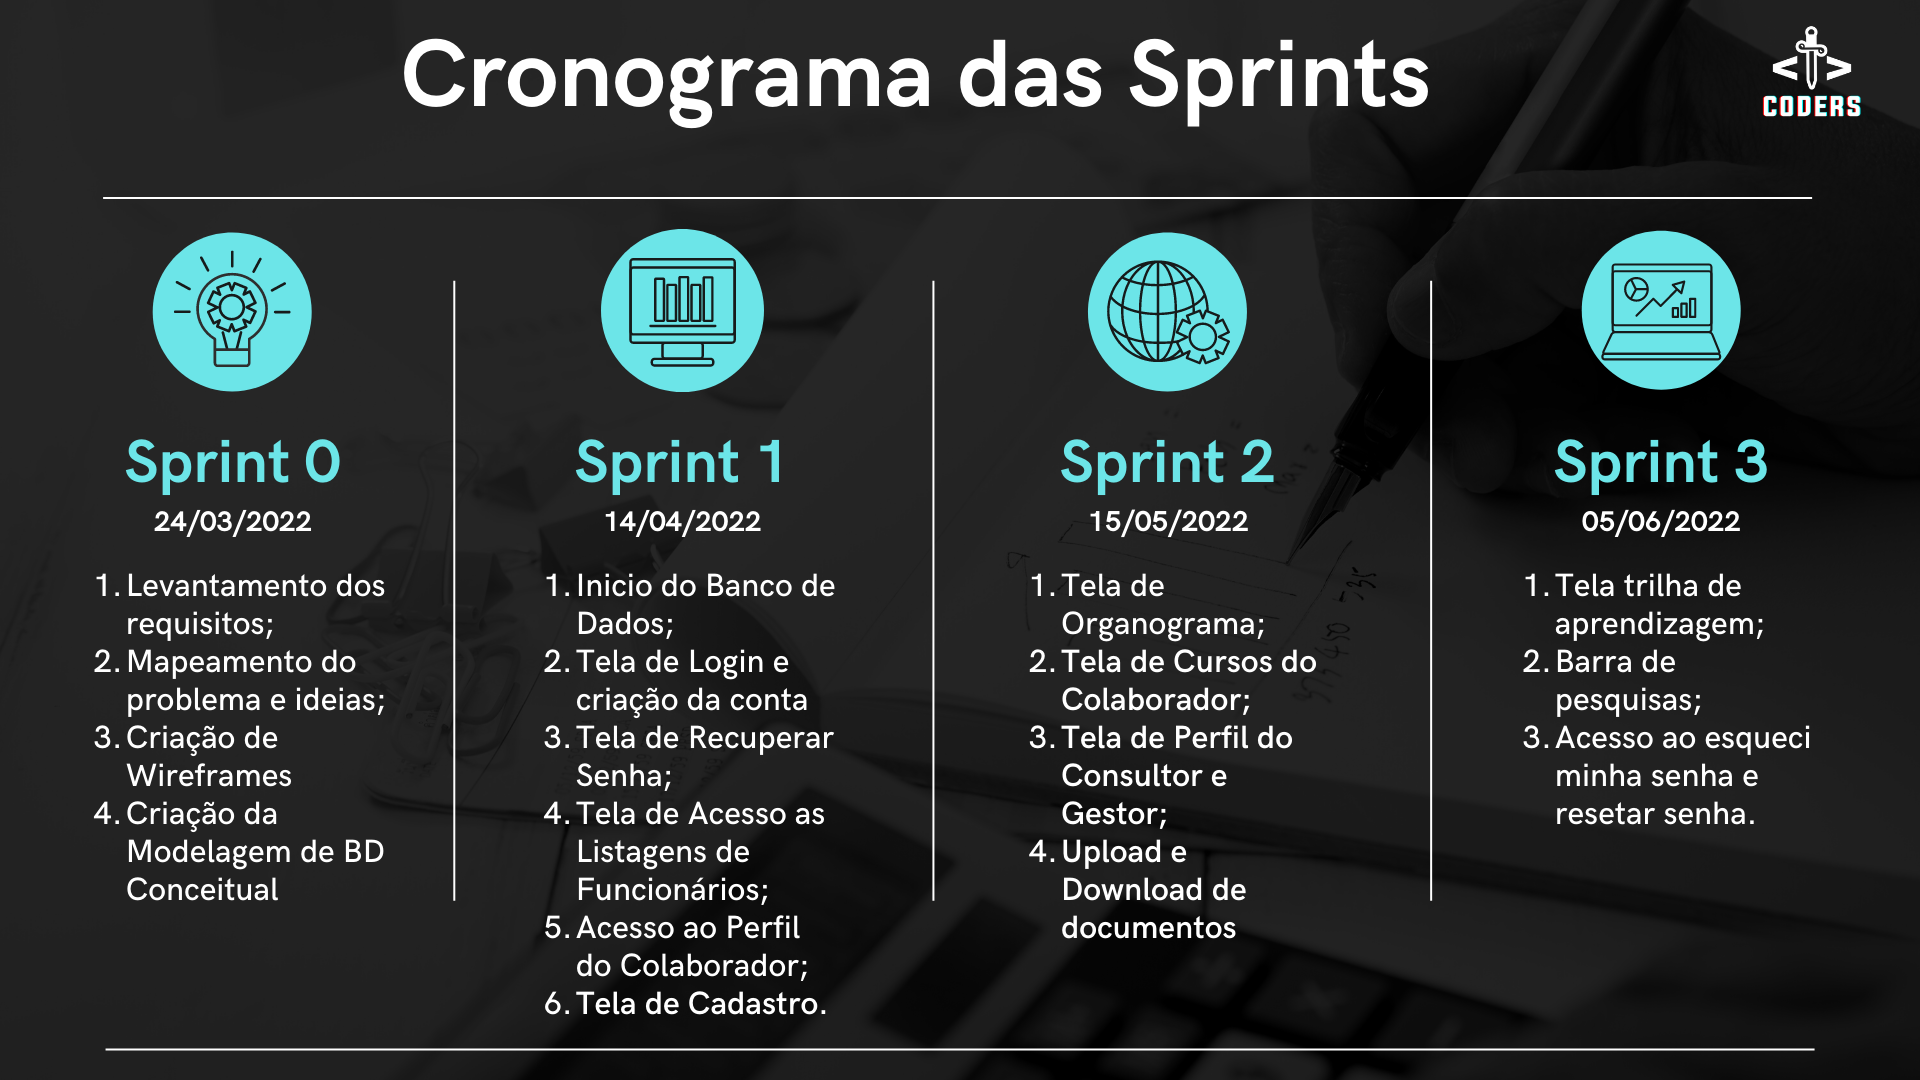 Cronograma das Sprints
CODERS
Sprint 0
24/03/2022
1. Levantamento dos
requisitos;
2. Mapeamento do
problema e ideias;
3. Criação de
Wireframes
4. Criação da
Modelagem de BD
Conceitual
Sprint 1
14/04/2022
1. Inicio do Banco de
Dados;
2. Tela de Login e
criação da conta
3. Tela de Recuperar
Senha;
4. Tela de Acesso as
Listagens de
Funcionários;
5. Acesso ao Perfil
do Colaborador;
6. Tela de Cadastro.
Sprint 2
15/05/2022
1. Tela de
Organograma;
2. Tela de Cursos do
Colaborador;
3. Tela de Perfil do
Consultor e
Gestor;
4. Upload e
Download de
documentos
Sprint 3
05/06/2022
1. Tela trilha de
aprendizagem;
2. Barra de
pesquisas;
3. Acesso ao esqueci
minha senha e
resetar senha.